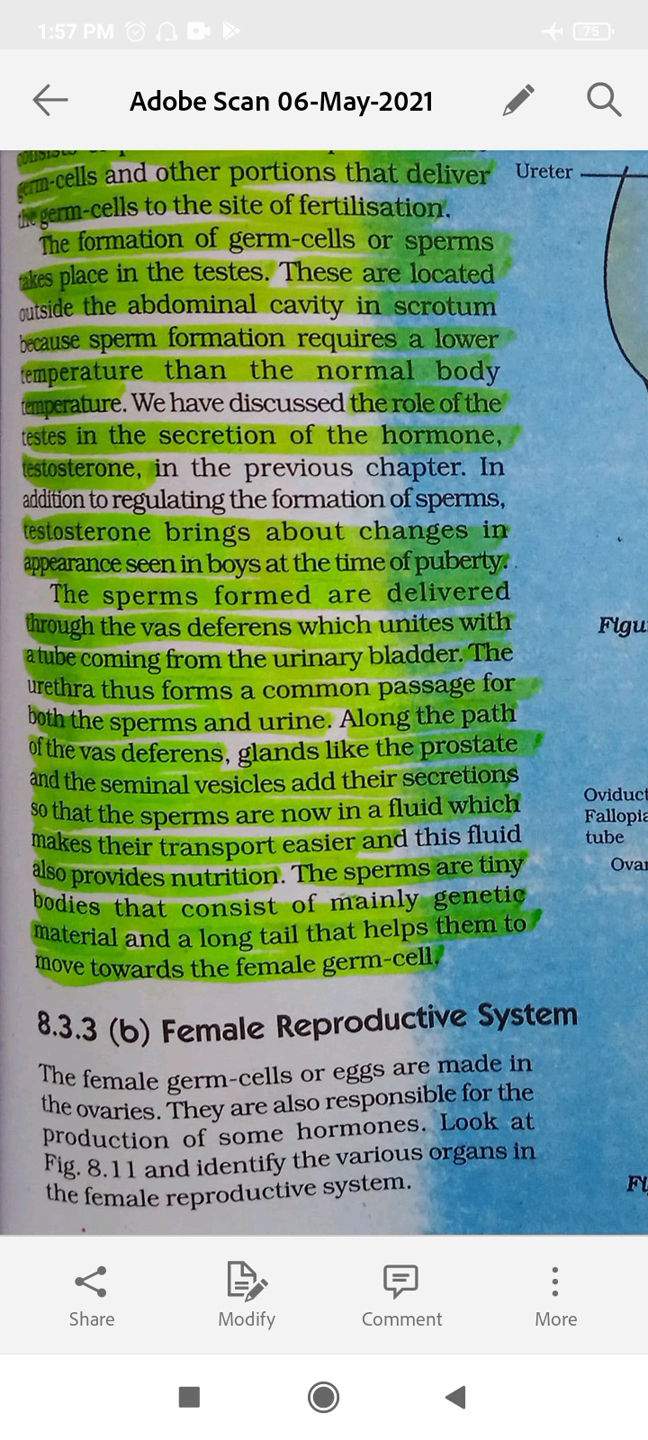 1:57 PM
75
Adobe Scan 06-May-2021
germ-cells and other portions that deliver
the germ-cells to the site of fertilisation.
The formation of germ-cells or sperms
takes place in the testes. These are located
outside the abdominal cavity in scrotum
because sperm formation requires a lower
temperature than the normal body
temperature. We have discussed the role of the
testes in the secretion of the hormone,
testosterone, in the previous chapter. In
addition to regulating the formation of sperms,
testosterone brings about changes in
appearance seen in boys at the time of puberty.
The sperms formed are delivered
through the vas deferens which unites with
a tube coming from the urinary bladder. The
urethra thus forms a common passage for
both the sperms and urine. Along the path
of the vas deferens, glands like the prostate
and the seminal vesicles add their secretions
so that the sperms are now in a fluid which
makes their transport easier and this fluid
also provides nutrition. The sperms are tiny
bodies that consist of mainly genetic
material and a long tail that helps them to
move towards the female germ-cell.
8.3.3 (b) Female Reproductive System
The female germ-cells or eggs are made in
the ovaries. They are also responsible for the
production of some hormones. Look at
Fig. 8.11 and identify the various organs in
the female reproductive system.
Ureter
Figu
Oviduct
Fallopia
tube
Ovar
Fi
Share
Modify
Comment
More